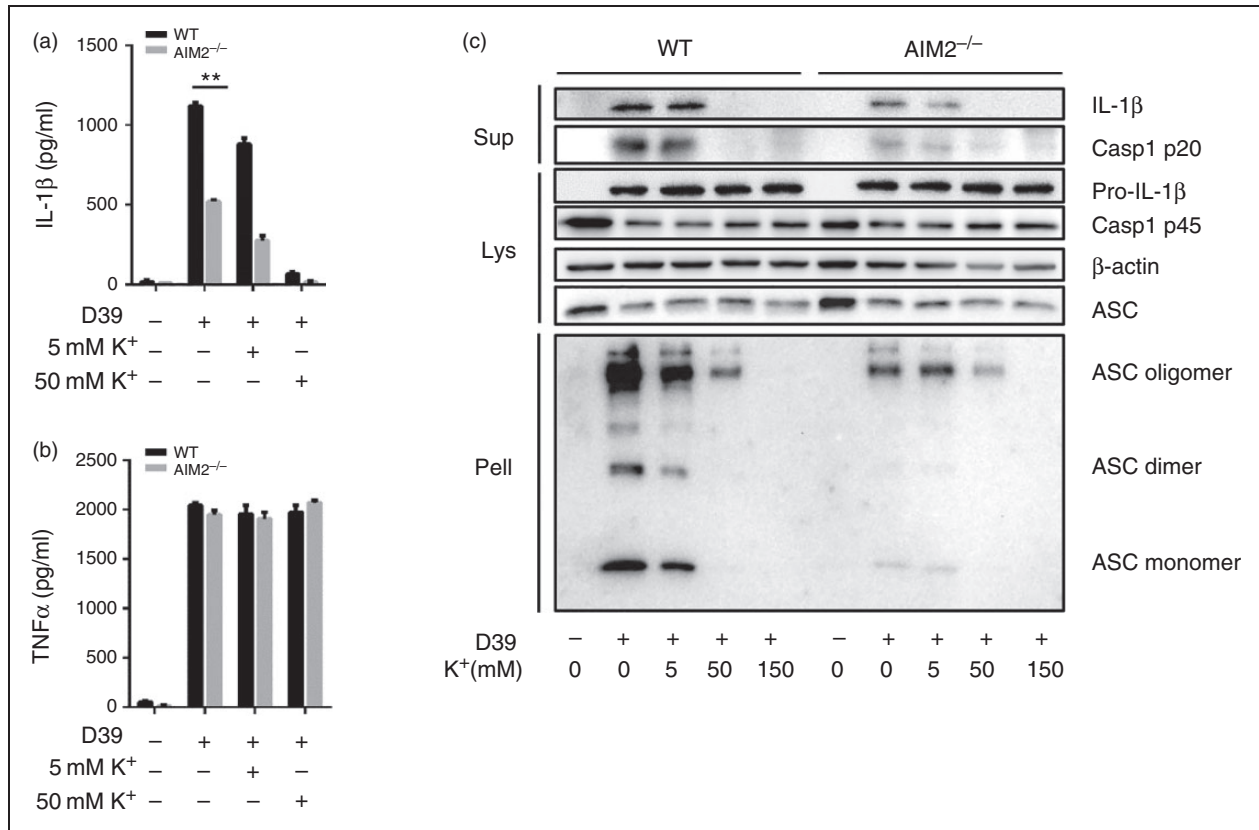 (a)
WT
AIM2−/−
1500
1000
500
0
**
IL-1β (pg/ml)
D39 − + + +
5 mM K+ − − + −
50 mM K+ − − − +
(b)
WT
AIM2−/−
2500
2000
1500
1000
500
0
TNFα (pg/ml)
D39 − + + +
5 mM K+ − − + −
50 mM K+ − − − +
(c)
WT AIM2−/−
Sup
IL-1β
Casp1 p20
Lys
Pro-IL-1β
Casp1 p45
β-actin
ASC
Pell
ASC oligomer
ASC dimer
ASC monomer
D39 − + + + + − + + + +
K+(mM) 0 0 5 50 150 0 0 5 50 150